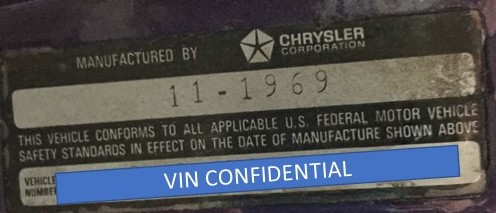 MANUFACTURED BY CHRYSLER
CORPORATION
11-1969
THIS VEHICLE CONFORMS TO ALL APPLICABLE U.S. FEDERAL MOTOR VEHICLE
SAFETY STANDARDS IN EFFECT ON THE DATE OF MANUFACTURE SHOWN ABOVE
VEHICLE
NUMBER
VIN CONFIDENTIAL